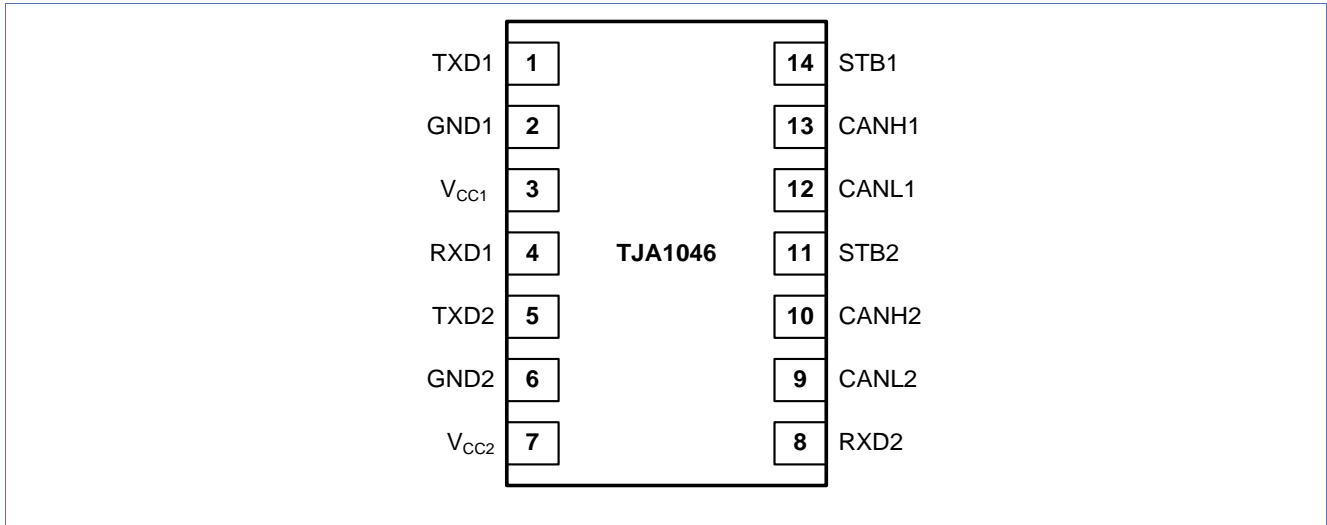 TXD1 1 14 STB1
GND1 2 13 CANH1
VCC1 3 12 CANL1
RXD1 4 TJA1046 11 STB2
TXD2 5 10 CANH2
GND2 6 9 CANL2
VCC2 7 8 RXD2